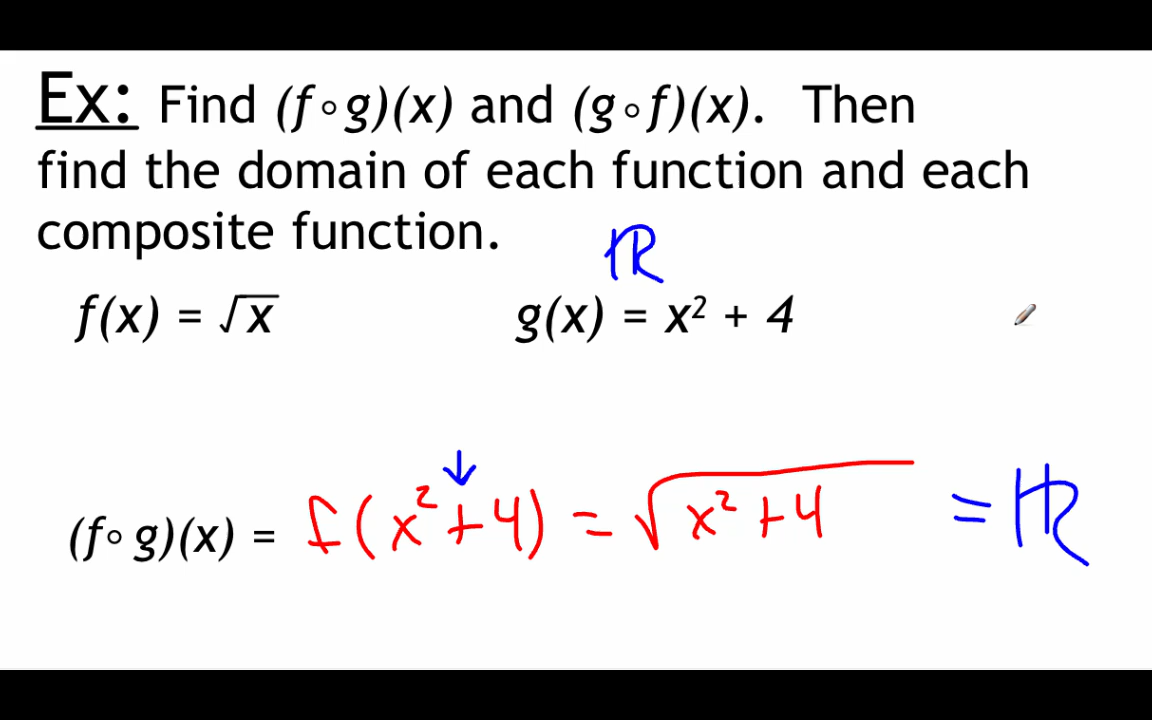 Ex: Find (f∘g)(x) and (g∘f)(x). Then
find the domain of each function and each
composite function.
ℝ
f(x) = √x g(x) = x² + 4
(f∘g)(x) = f(x²+4) = √(x²+4) = ℝ